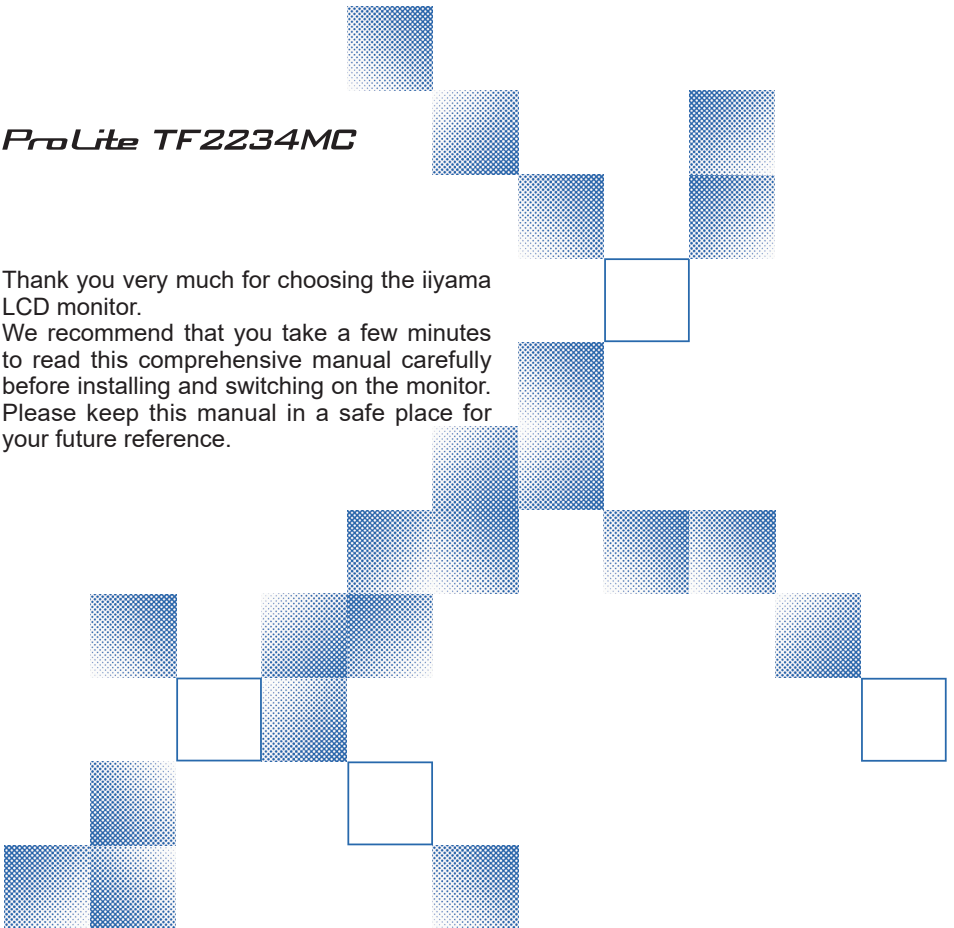 ProLite TF2234MC
Thank you very much for choosing the iiyama
LCD monitor.
We recommend that you take a few minutes
to read this comprehensive manual carefully
before installing and switching on the monitor.
Please keep this manual in a safe place for
your future reference.